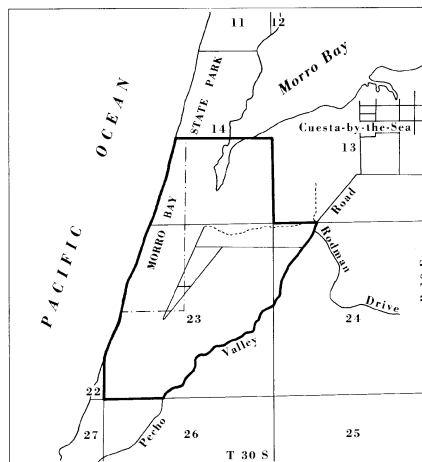 11
12
Morro Bay
STATE PARK
PACIFIC OCEAN
14
Cuesta-by-the-Sea
13
MORRO BAY
Road
Rodman
Drive
23
24
Valley
22
Pecho
27
26
25
T 30 S